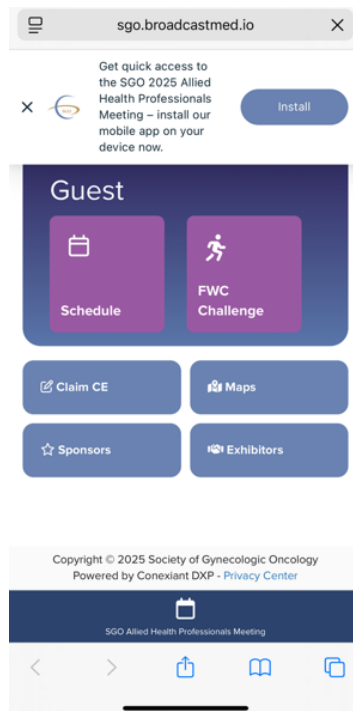 sgo.broadcastmed.io
Get quick access to
the SGO 2025 Allied
Health Professionals
Meeting – install our
mobile app on your
device now.
Install
Guest
Schedule
FWC
Challenge
Claim CE
Maps
Sponsors
Exhibitors
Copyright © 2025 Society of Gynecologic Oncology
Powered by Conexiant DXP - Privacy Center
SGO Allied Health Professionals Meeting